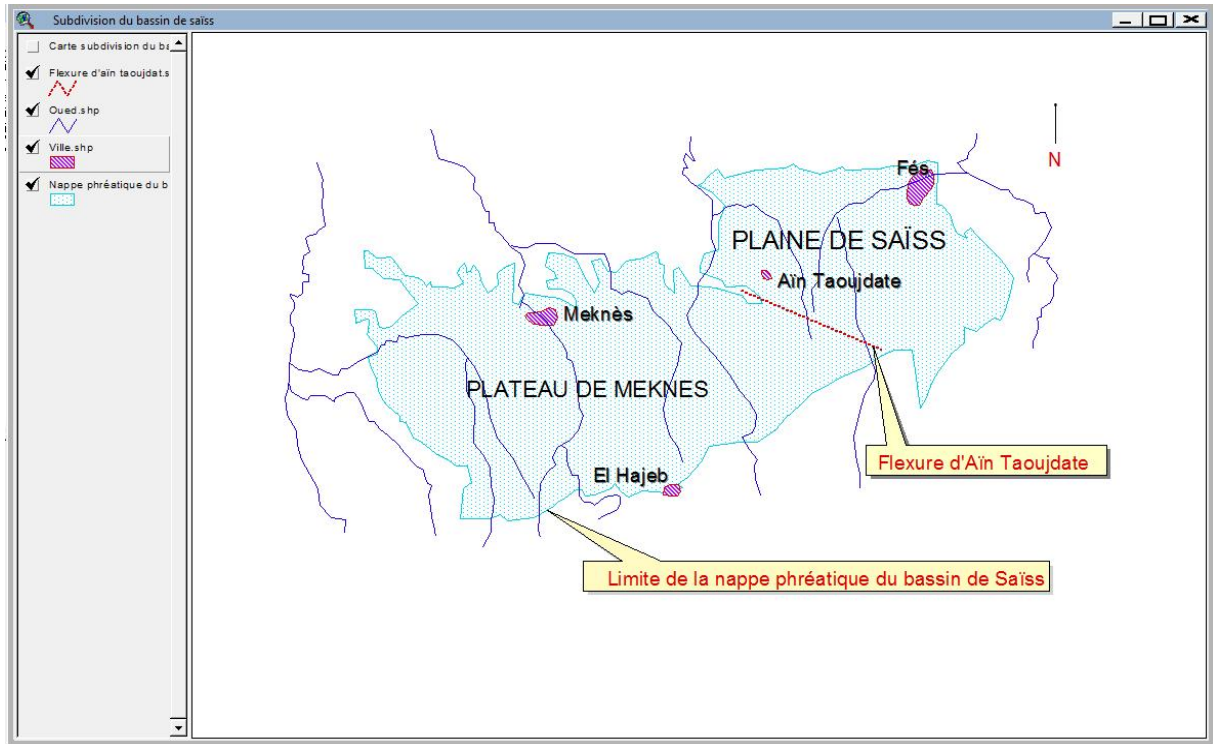 Subdivision du bassin de saïss
Carte subdivision du ba
Flexure d'aïn taoujdat.s
Oued.shp
Ville.shp
Nappe phréatique du b
N
Fés
PLAINE DE SAÏSS
Aïn Taoujdate
Meknès
PLATEAU DE MEKNES
Flexure d'Aïn Taoujdate
El Hajeb
Limite de la nappe phréatique du bassin de Saïss